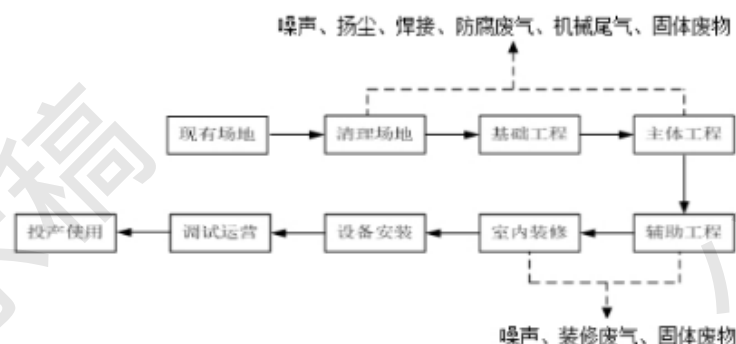 噪声、扬尘、焊接、防腐废气、机械尾气、固体废物
现有场地
清理场地
基础工程
主体工程
投产使用
调试运营
设备安装
室内装修
辅助工程
噪声、装修废气、固体废物
稿